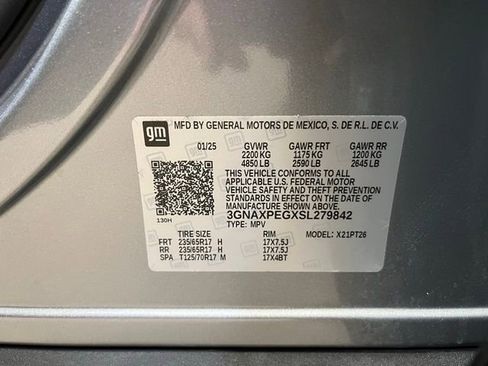 gm MFD BY GENERAL MOTORS DE MEXICO, S. DE R.L. DE C.V.
01/25 GVWR GAWR FRT GAWR RR
2200 KG 1175 KG 1200 KG
4850 LB 2590 LB 2645 LB
THIS VEHICLE CONFORMS TO ALL
APPLICABLE U.S. FEDERAL MOTOR
VEHICLE SAFETY AND THEFT PREVENTION
STANDARDS IN EFFECT ON THE DATE OF
MANUFACTURE SHOWN ABOVE.
3GNAXPEGXSL279842
130H TYPE: MPV
TIRE SIZE RIM MODEL: X21PT26
FRT 235/65R17 H 17X7.5J
RR 235/65R17 H 17X7.5J
SPA T125/70R17 M 17X4BT